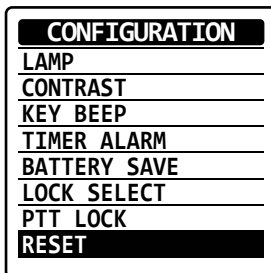 CONFIGURATION
LAMP
CONTRAST
KEY BEEP
TIMER ALARM
BATTERY SAVE
LOCK SELECT
PTT LOCK
RESET